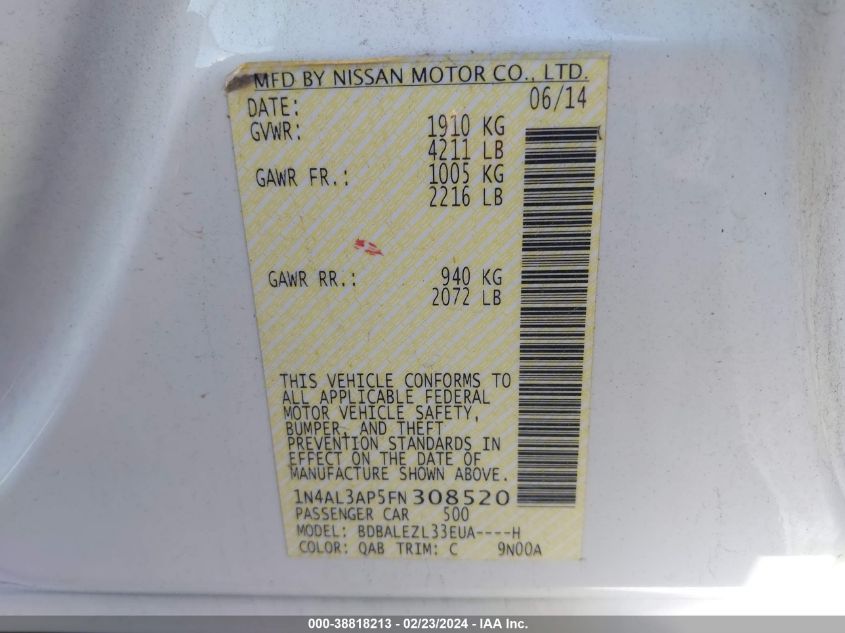 MFD BY NISSAN MOTOR CO., LTD.
DATE: 06/14
GVWR: 1910 KG
4211 LB
GAWR FR.: 1005 KG
2216 LB
GAWR RR.: 940 KG
2072 LB
THIS VEHICLE CONFORMS TO
ALL APPLICABLE FEDERAL
MOTOR VEHICLE SAFETY,
BUMPER, AND THEFT
PREVENTION STANDARDS IN
EFFECT ON THE DATE OF
MANUFACTURE SHOWN ABOVE.
1N4AL3AP5FN308520
PASSENGER CAR 500
MODEL: BDBALEZL33EUA----H
COLOR: QAB TRIM: C 9N00A
000-38818213 - 02/23/2024 - IAA Inc.